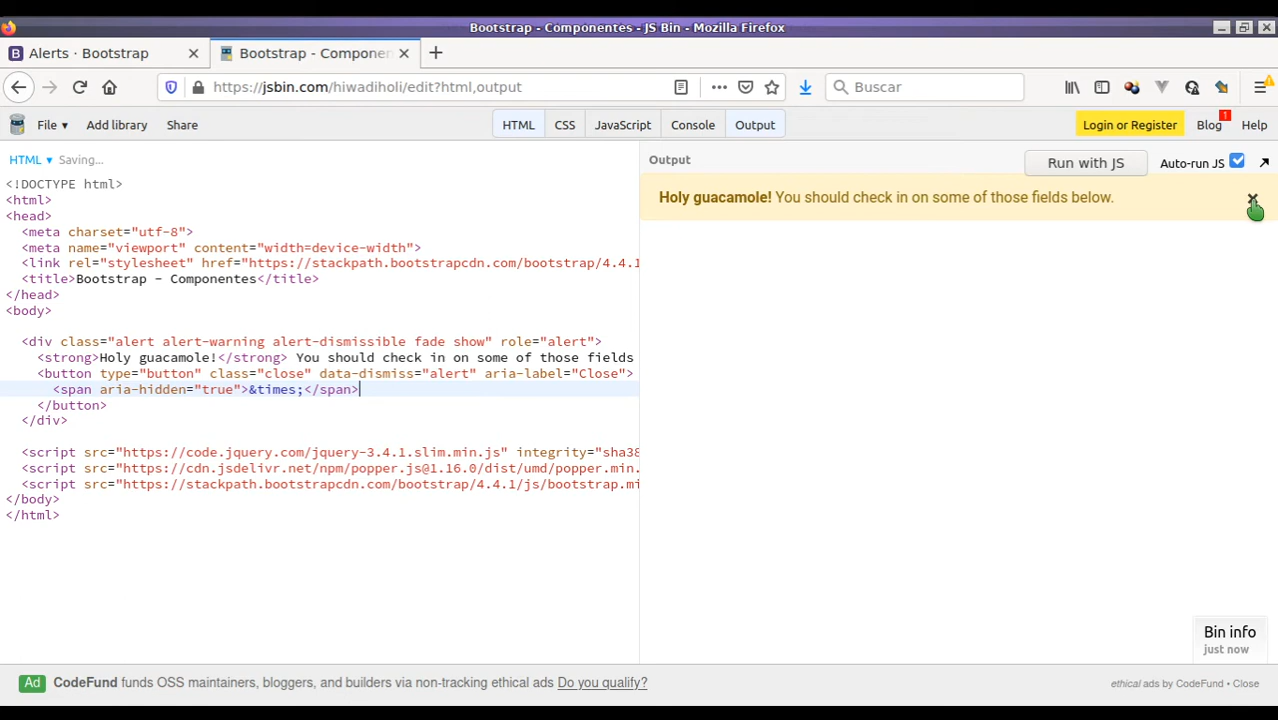 Bootstrap - Componentes - JS Bin - Mozilla Firefox
B Alerts · Bootstrap
Bootstrap - Componen
https://jsbin.com/hiwadiholi/edit?html,output
Buscar
File Add library Share HTML CSS JavaScript Console Output Login or Register Blog 1 Help
HTML Saving...
Output Run with JS Auto-run JS
<!DOCTYPE html>
<html>
<head>
<meta charset="utf-8">
<meta name="viewport" content="width=device-width">
<link rel="stylesheet" href="https://stackpath.bootstrapcdn.com/bootstrap/4.4.1
<title>Bootstrap - Componentes</title>
</head>
<body>
<div class="alert alert-warning alert-dismissible fade show" role="alert">
<strong>Holy guacamole!</strong> You should check in on some of those fields
<button type="button" class="close" data-dismiss="alert" aria-label="Close">
<span aria-hidden="true">&times;</span>
</button>
</div>
<script src="https://code.jquery.com/jquery-3.4.1.slim.min.js" integrity="sha38
<script src="https://cdn.jsdelivr.net/npm/popper.js@1.16.0/dist/umd/popper.min.
<script src="https://stackpath.bootstrapcdn.com/bootstrap/4.4.1/js/bootstrap.mi
</body>
</html>
Holy guacamole! You should check in on some of those fields below. ×
Bin info
just now
Ad CodeFund funds OSS maintainers, bloggers, and builders via non-tracking ethical ads Do you qualify?
ethical ads by CodeFund • Close